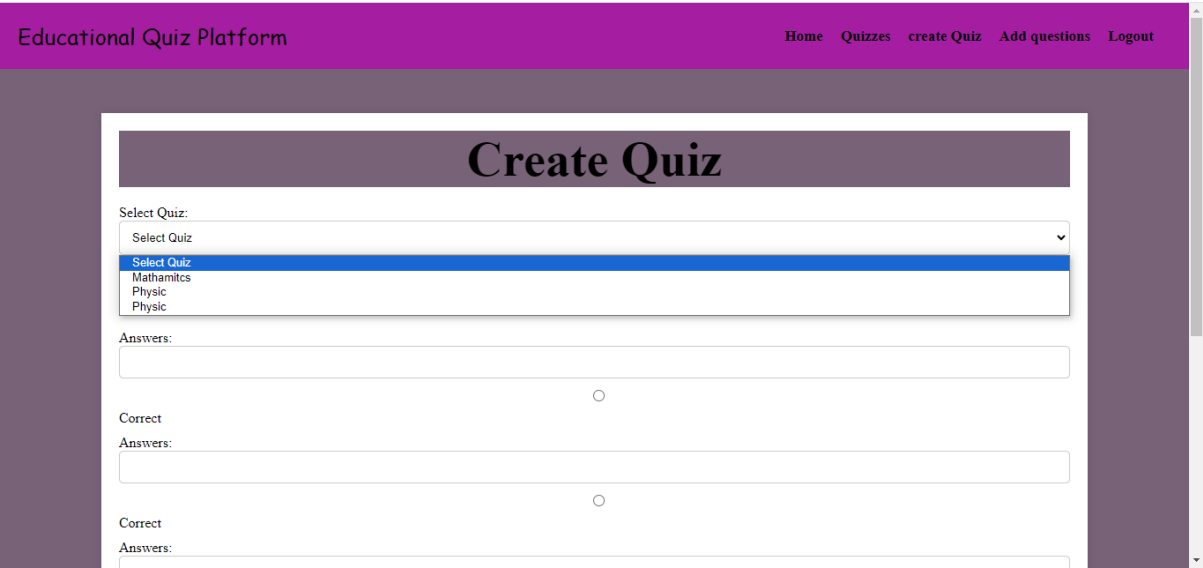 Educational Quiz Platform
Home Quizzes create Quiz Add questions Logout
Create Quiz
Select Quiz:
Select Quiz
Select Quiz
Mathamitcs
Physic
Physic
Answers:
Correct
Answers:
Correct
Answers: